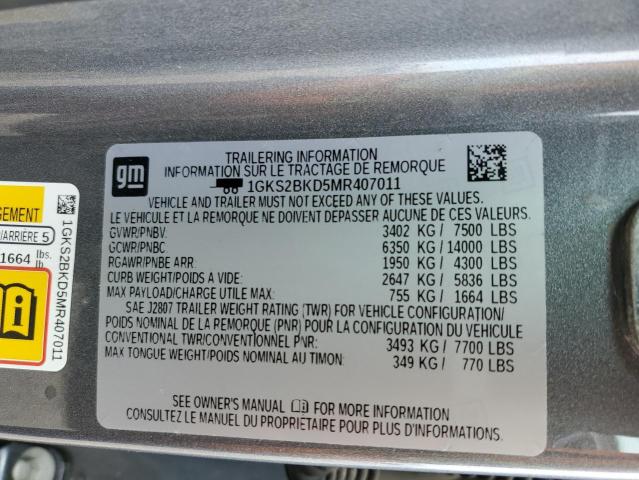 gm
TRAILERING INFORMATION
INFORMATION SUR LE TRACTAGE DE REMORQUE
1GKS2BKD5MR407011
VEHICLE AND TRAILER MUST NOT EXCEED ANY OF THESE VALUES.
LE VÉHICULE ET LA REMORQUE NE DOIVENT DÉPASSER AUCUNE DE CES VALEURS.
GVWR/PNBV. 3402 KG / 7500 LBS
GCWR/PNBC 6350 KG / 14000 LBS
RGAWR/PNBE ARR. 1950 KG / 4300 LBS
CURB WEIGHT/POIDS A VIDE: 2647 KG / 5836 LBS
MAX PAYLOAD/CHARGE UTILE MAX: 755 KG / 1664 LBS
SAE J2807 TRAILER WEIGHT RATING (TWR) FOR VEHICLE CONFIGURATION/
POIDS NOMINAL DE LA REMORQUE (PNR) POUR LA CONFIGURATION DU VÉHICULE
CONVENTIONAL TWR/CONVENTIONNEL PNR: 3493 KG / 7700 LBS
MAX TONGUE WEIGHT/POIDS NOMINAL AU TIMON: 349 KG / 770 LBS
SEE OWNER'S MANUAL FOR MORE INFORMATION
CONSULTEZ LE MANUEL DU PROPRIÉTAIRE POUR PLUS D'INFORMATIONS
GEMENT
ARRIÈRE 5
1664 lbs.
lb
1GKS2BKD5MR407011